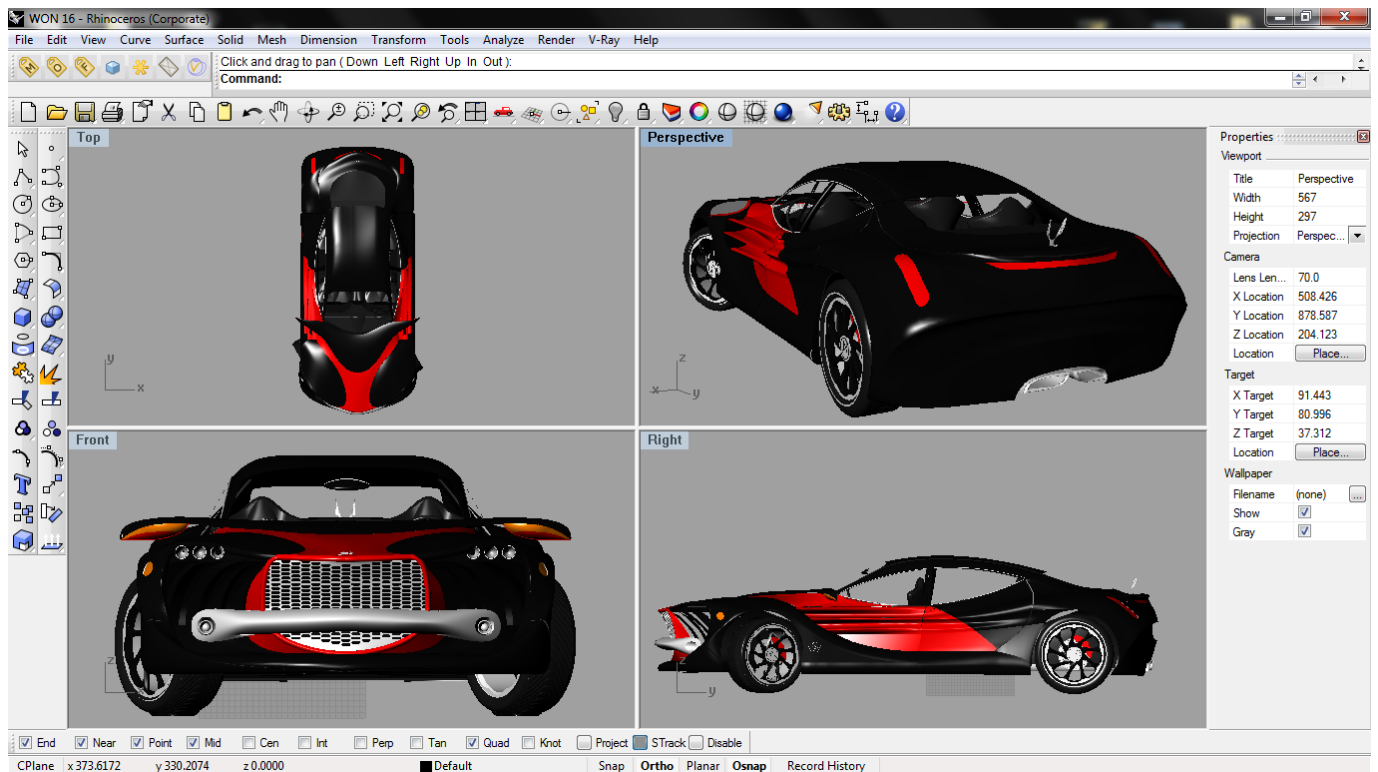 WON 16 - Rhinoceros (Corporate)
File Edit View Curve Surface Solid Mesh Dimension Transform Tools Analyze Render V-Ray Help
Click and drag to pan ( Down Left Right Up In Out ):
Command:
Top
Perspective
Front
Right
y
x
z
x
y
z
z
y
Properties
Viewport
Title Perspective
Width 567
Height 297
Projection Perspec...
Camera
Lens Len... 70.0
X Location 508.426
Y Location 878.587
Z Location 204.123
Location Place...
Target
X Target 91.443
Y Target 80.996
Z Target 37.312
Location Place...
Wallpaper
Filename (none) ...
Show
Gray
End Near Point Mid Cen Int Perp Tan Quad Knot Project STrack Disable
CPlane x 373.6172 y 330.2074 z 0.0000 Default Snap Ortho Planar Osnap Record History